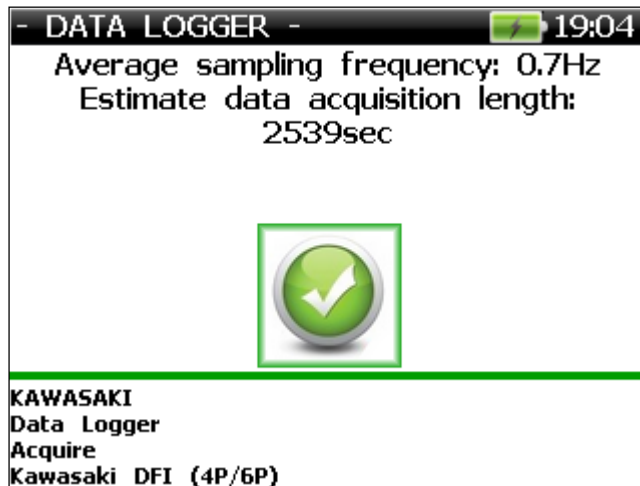 - DATA LOGGER - 19:04
Average sampling frequency: 0.7Hz
Estimate data acquisition length:
2539sec
KAWASAKI
Data Logger
Acquire
Kawasaki DFI (4P/6P)